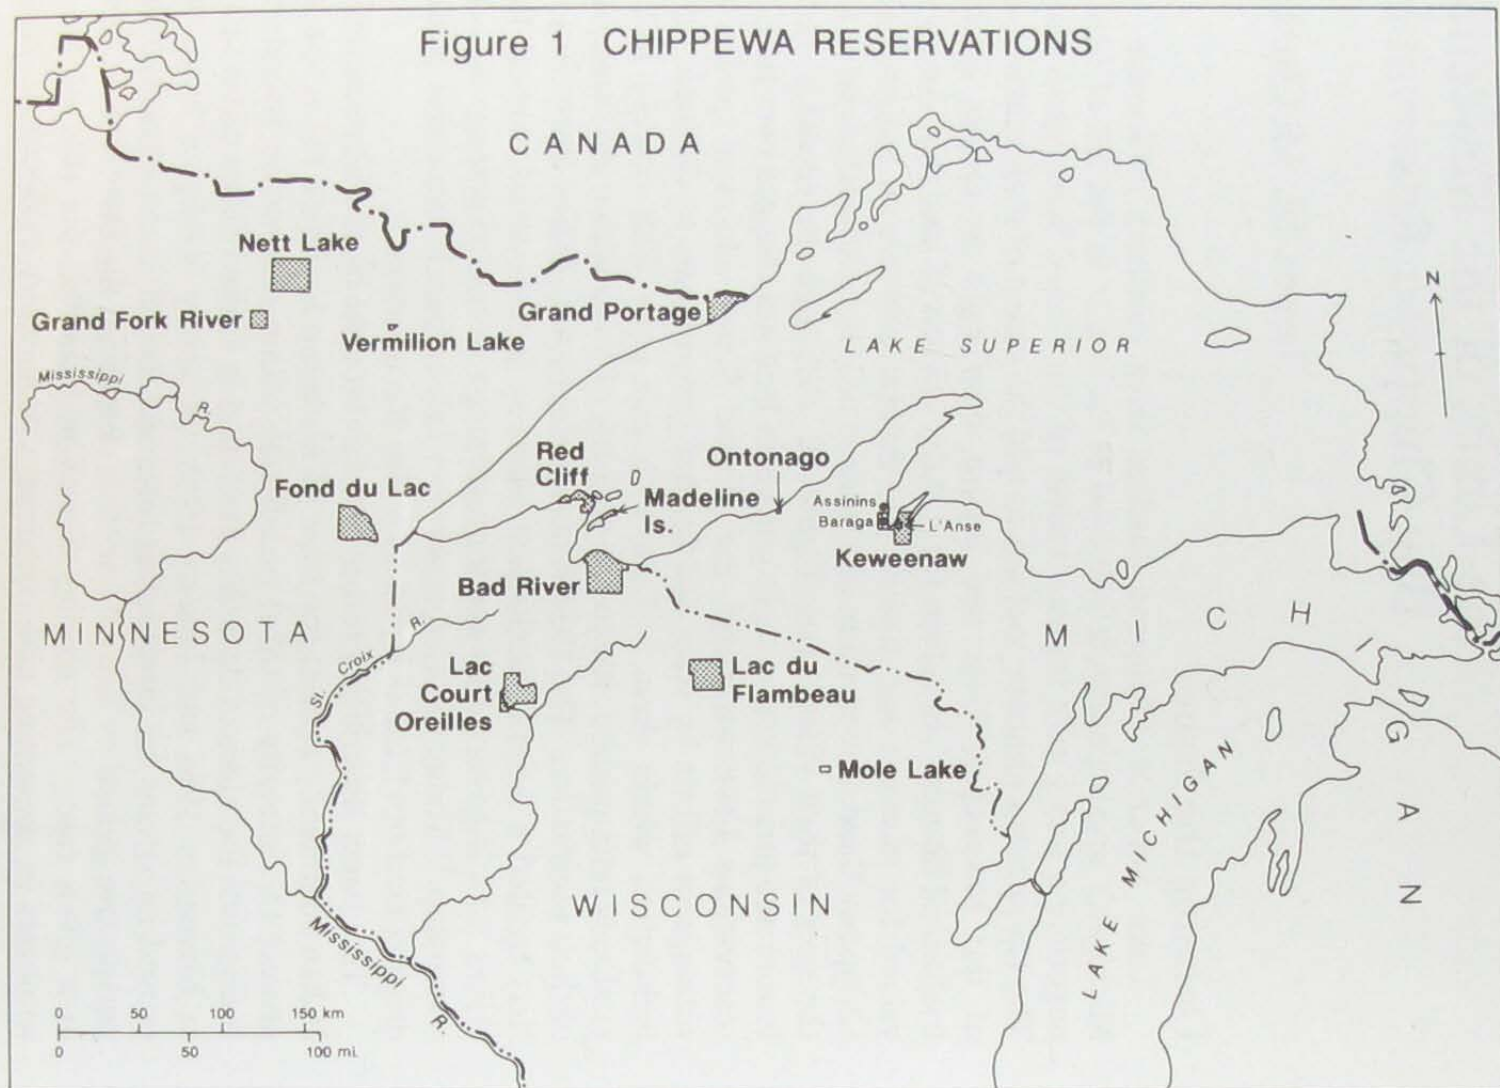 Figure 1 CHIPPEWA RESERVATIONS
CANADA
Nett Lake
Grand Fork River
Vermilion Lake
Grand Portage
LAKE SUPERIOR
N
Mississippi
R.
Red
Cliff
Ontonago
Fond du Lac
Madeline
Is.
Assinins
Baraga
L'Anse
Keweenaw
Bad River
MINNESOTA
MICHIGAN
St. Croix
R.
Lac
Court
Oreilles
Lac du
Flambeau
Mole Lake
LAKE MICHIGAN
WISCONSIN
Mississippi
R.
0 50 100 150 km
0 50 100 mi.